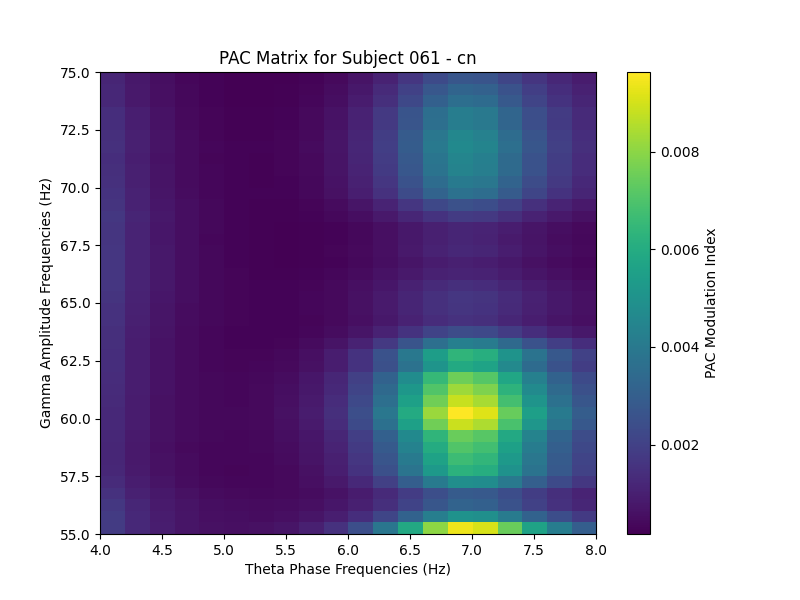 PAC Matrix for Subject 061 - cn
75.0
72.5
70.0
67.5
65.0
62.5
60.0
57.5
55.0
Gamma Amplitude Frequencies (Hz)
4.0 4.5 5.0 5.5 6.0 6.5 7.0 7.5 8.0
Theta Phase Frequencies (Hz)
0.008
0.006
0.004
0.002
PAC Modulation Index